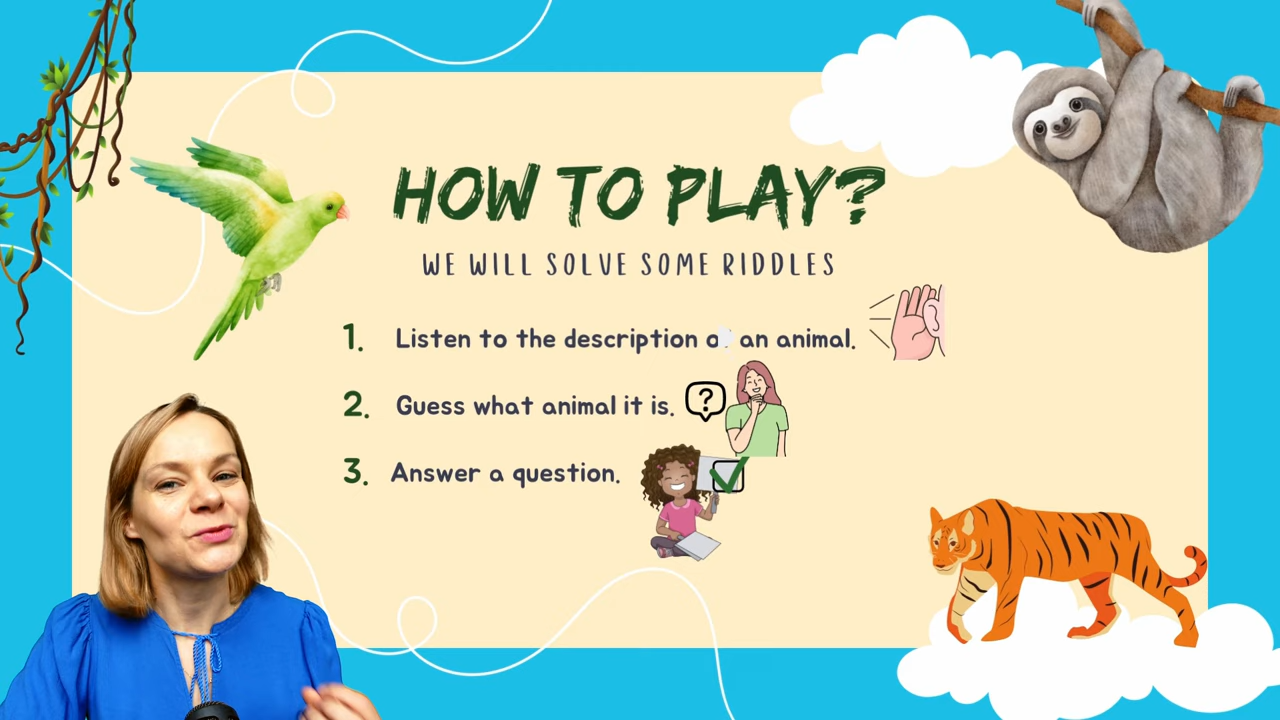 HOW TO PLAY?
WE WILL SOLVE SOME RIDDLES
1. Listen to the description of an animal.
2. Guess what animal it is.
?
3. Answer a question.